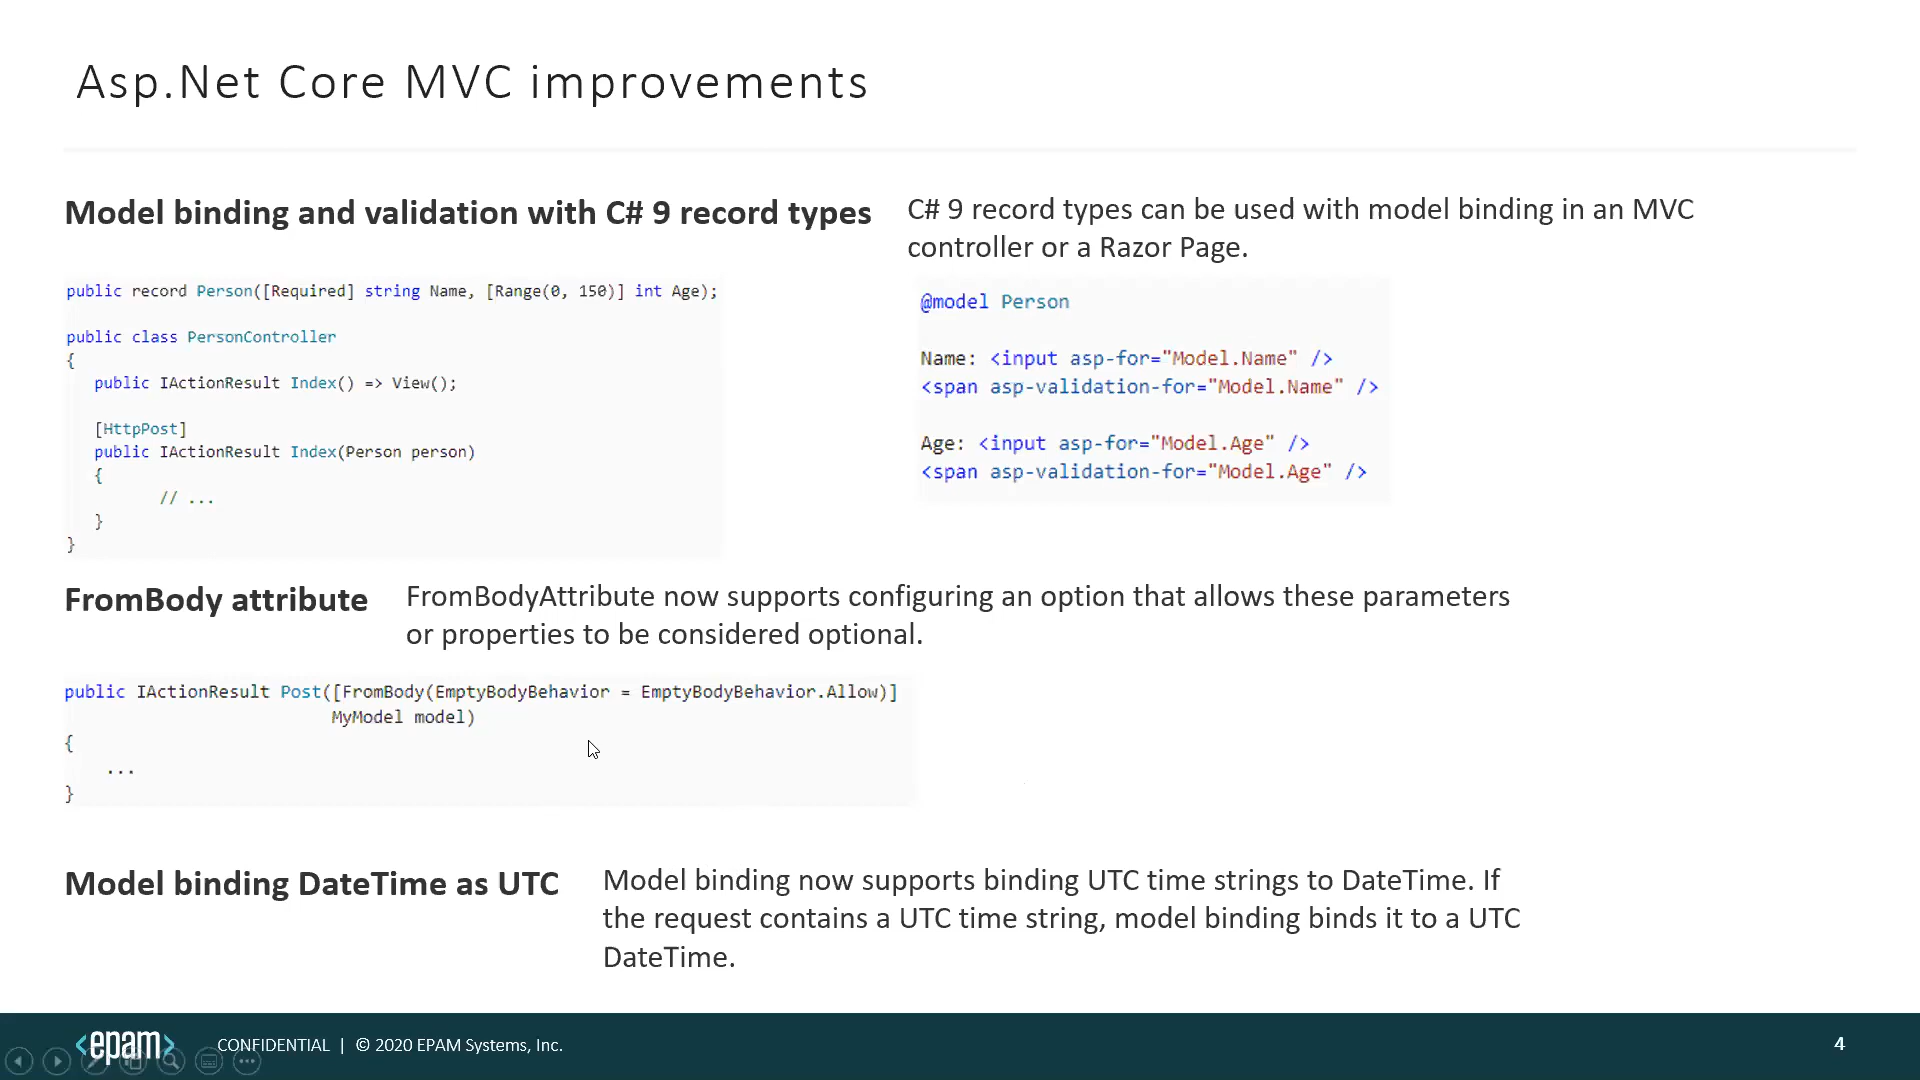 Asp.Net Core MVC improvements
Model binding and validation with C# 9 record types
C# 9 record types can be used with model binding in an MVC
controller or a Razor Page.
public record Person([Required] string Name, [Range(0, 150)] int Age);
public class PersonController
{
public IActionResult Index() => View();
[HttpPost]
public IActionResult Index(Person person)
{
// ...
}
}
@model Person
Name: <input asp-for="Model.Name" />
<span asp-validation-for="Model.Name" />
Age: <input asp-for="Model.Age" />
<span asp-validation-for="Model.Age" />
FromBody attribute
FromBodyAttribute now supports configuring an option that allows these parameters
or properties to be considered optional.
public IActionResult Post([FromBody(EmptyBodyBehavior = EmptyBodyBehavior.Allow)]
MyModel model)
{
...
}
Model binding DateTime as UTC
Model binding now supports binding UTC time strings to DateTime. If
the request contains a UTC time string, model binding binds it to a UTC
DateTime.
<epam>
CONFIDENTIAL | © 2020 EPAM Systems, Inc.
4